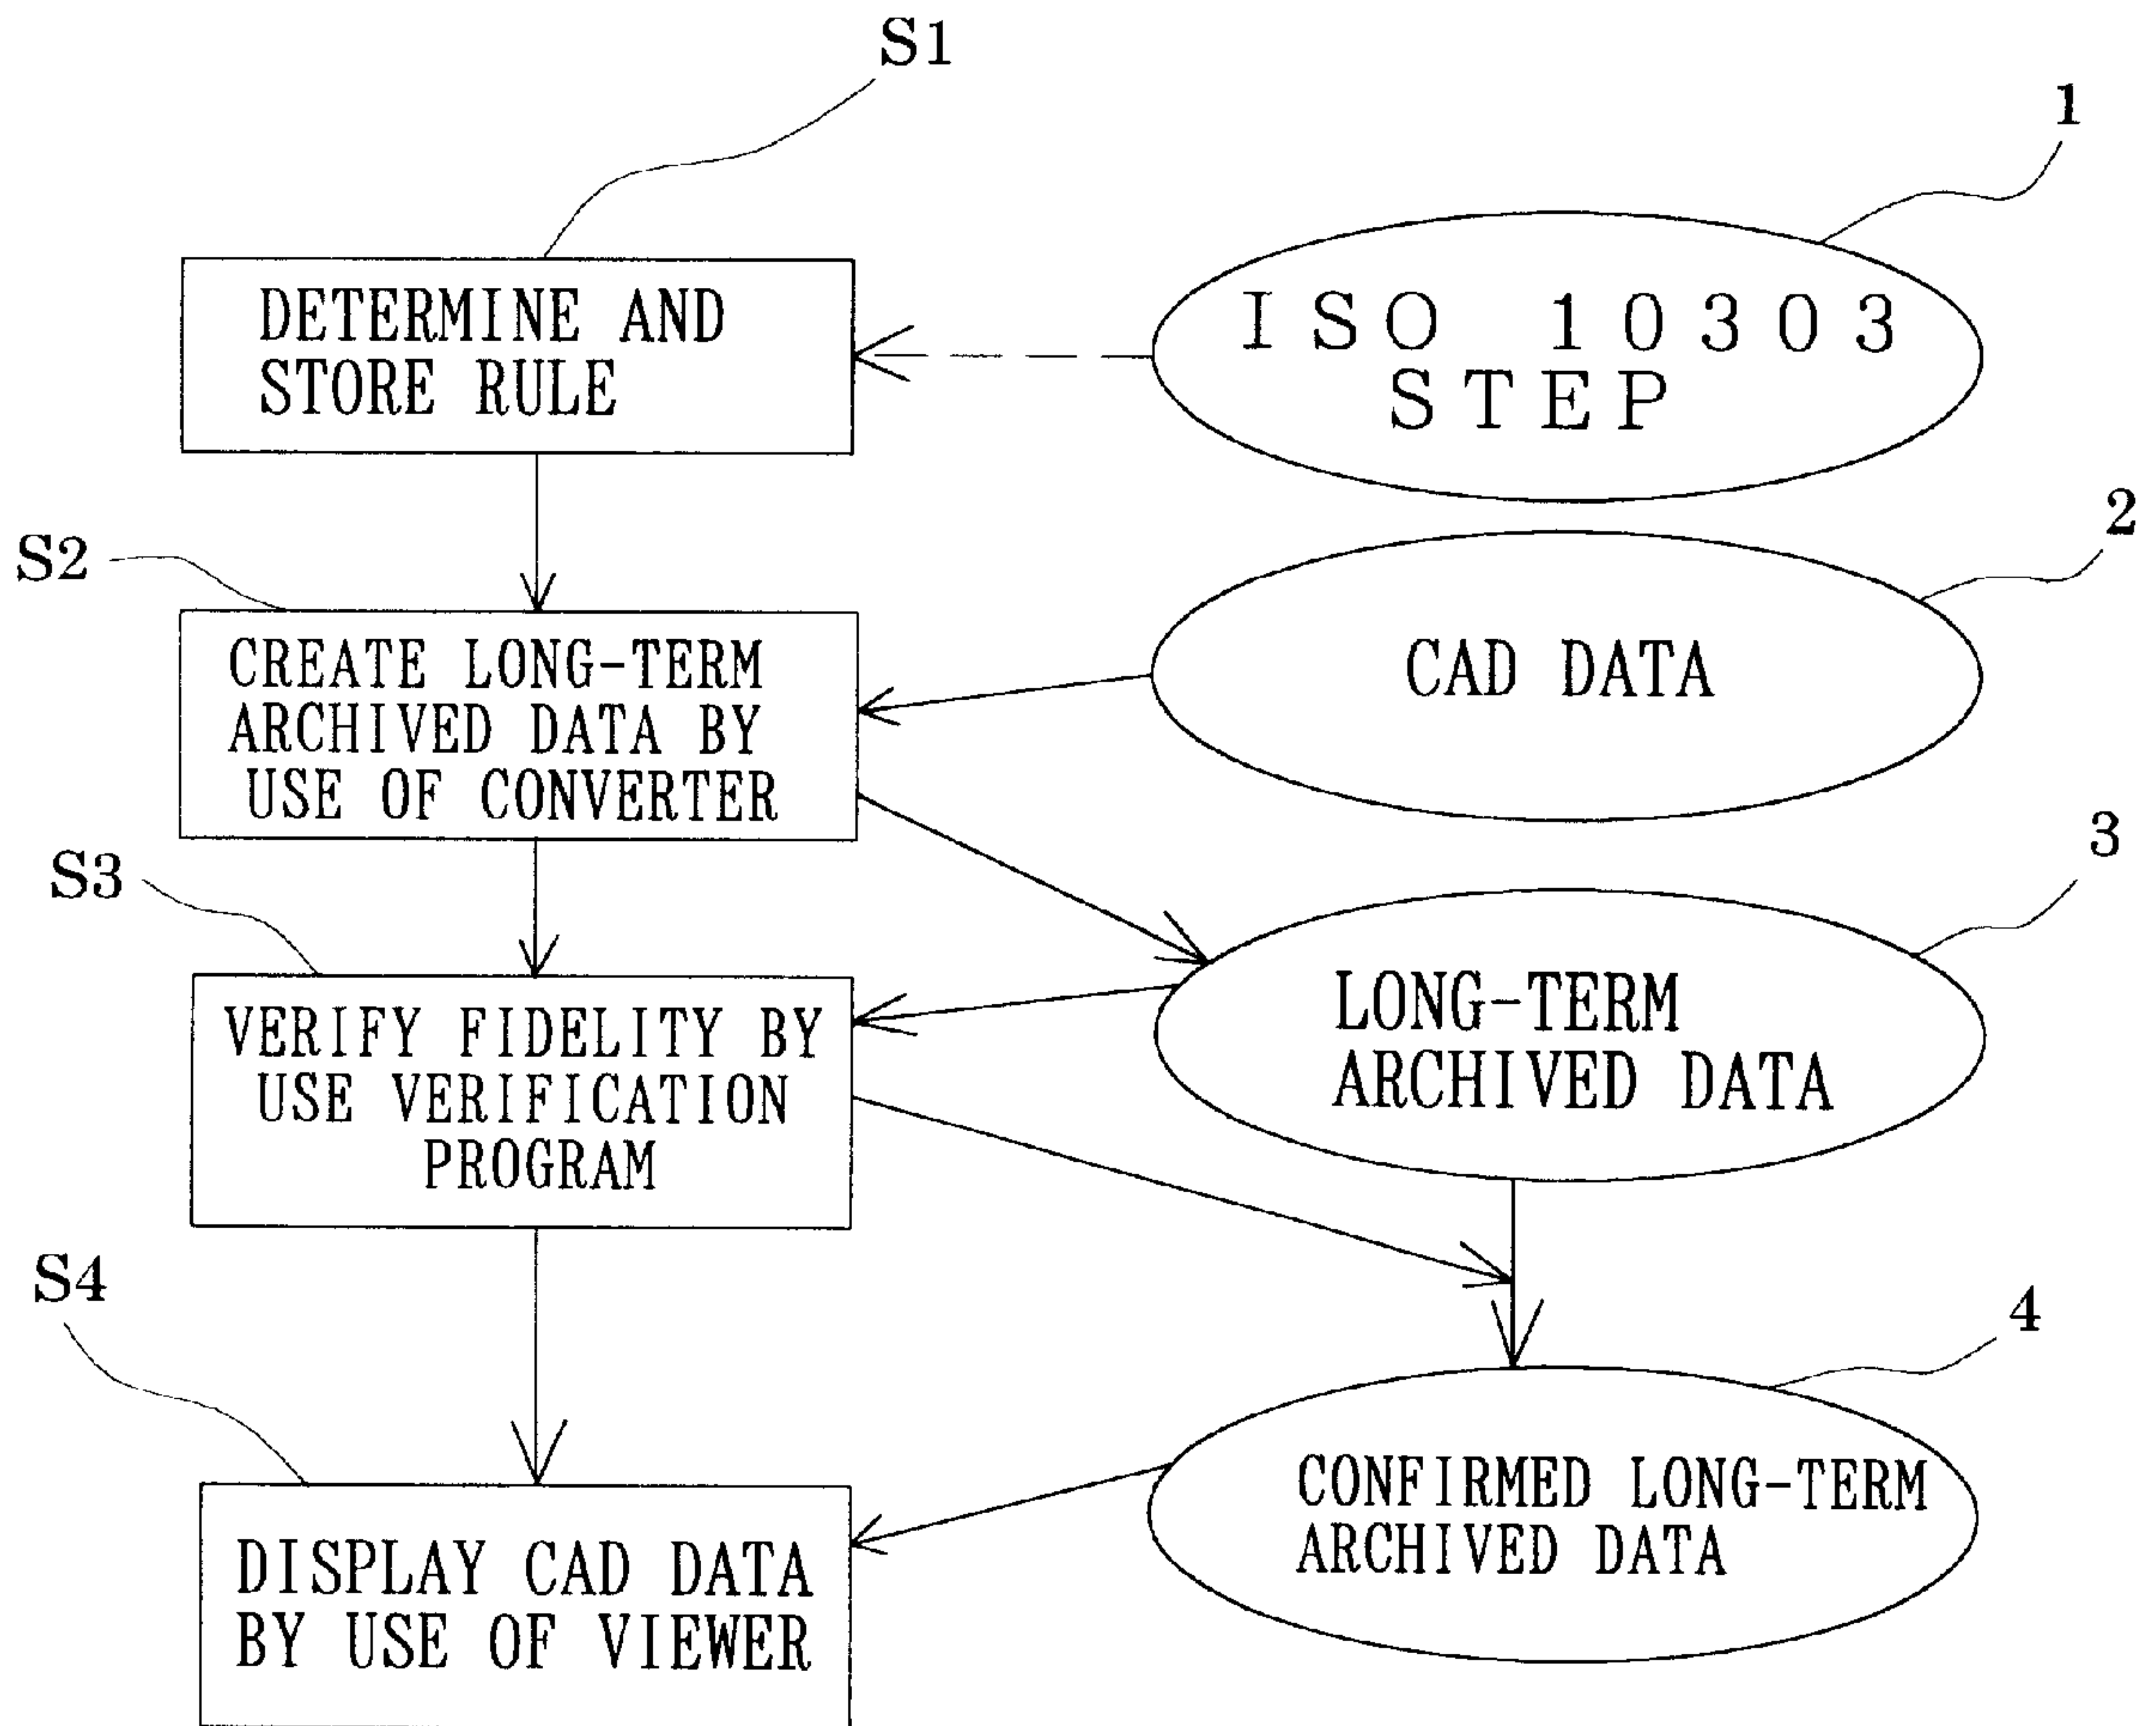 S1
1
DETERMINE AND
STORE RULE
ISO 10303
STEP
S2
2
CREATE LONG-TERM
ARCHIVED DATA BY
USE OF CONVERTER
CAD DATA
S3
3
VERIFY FIDELITY BY
USE VERIFICATION
PROGRAM
LONG-TERM
ARCHIVED DATA
S4
4
DISPLAY CAD DATA
BY USE OF VIEWER
CONFIRMED LONG-TERM
ARCHIVED DATA